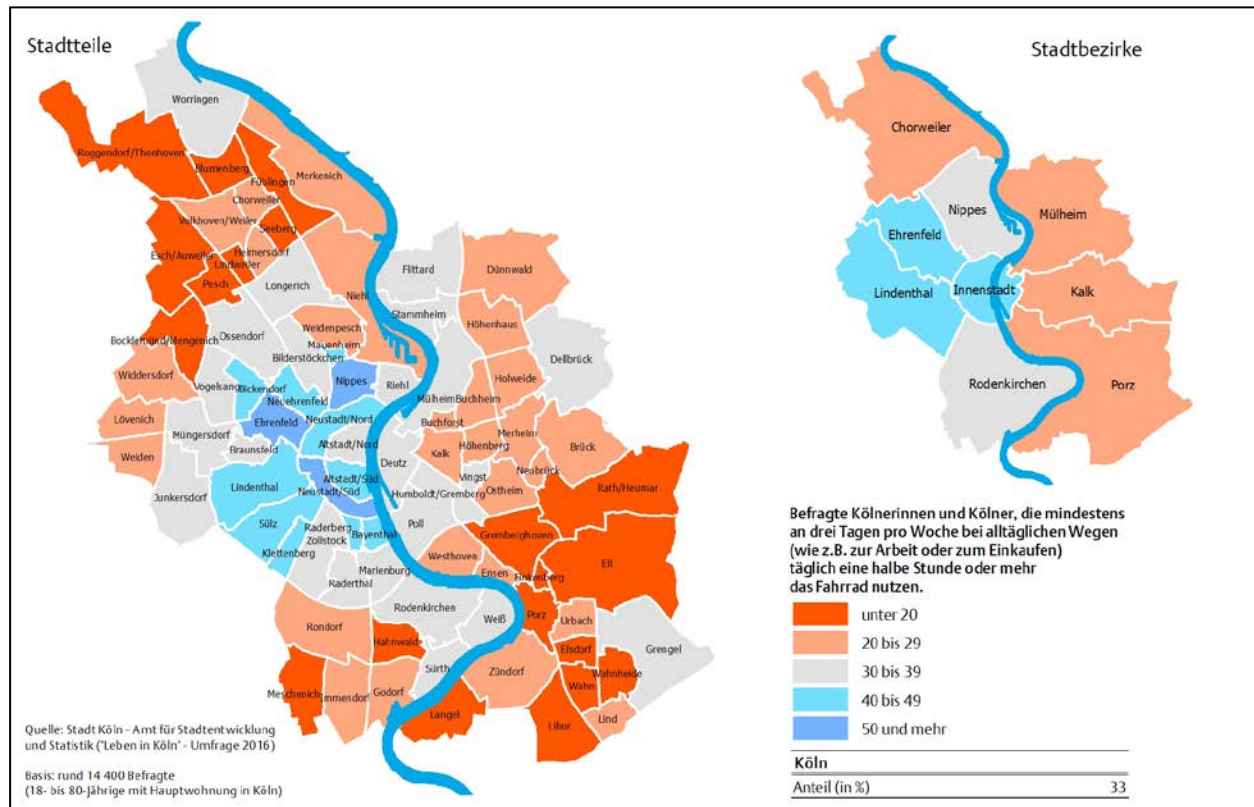 Stadtteile
Stadtbezirke
Worringen
Roggendorf/Thenhoven
Blumenberg
Fühlingen
Merkenich
Chorweiler
Volkhoven/Weiler
Seeberg
Heimersdorf
Esch/Auweiler
Lindweiler
Pesch
Longerich
Niehl
Flittard
Dünnwald
Stammheim
Höhenhaus
Ossendorf
Weidenpesch
Mauenheim
Bocklemünd/Mengenich
Bilderstöckchen
Dellbrück
Widdersdorf
Vogelsang
Bickendorf
Nippes
Riehl
Holweide
Neuehrenfeld
Mülheim
Buchheim
Lövenich
Ehrenfeld
Neustadt/Nord
Buchforst
Merheim
Müngersdorf
Altstadt/Nord
Höhenberg
Brück
Weiden
Braunsfeld
Kalk
Deutz
Neubrück
Vingst
Junkersdorf
Lindenthal
Altstadt/Süd
Neustadt/Süd
Humboldt/Gremberg
Ostheim
Rath/Heumar
Sülz
Raderberg
Zollstock
Bayenthal
Poll
Gremberghoven
Klettenberg
Marienburg
Westhoven
Eil
Raderthal
Ensen
Finkenberg
Rodenkirchen
Weiß
Porz
Urbach
Rondorf
Hahnwald
Elsdorf
Grengel
Sürth
Zündorf
Wahnheide
Meschenich
Immendorf
Godorf
Wahn
Langel
Libur
Lind
Chorweiler
Nippes
Mülheim
Ehrenfeld
Lindenthal
Innenstadt
Kalk
Rodenkirchen
Porz
Befragte Kölnerinnen und Kölner, die mindestens
an drei Tagen pro Woche bei alltäglichen Wegen
(wie z.B. zur Arbeit oder zum Einkaufen)
täglich eine halbe Stunde oder mehr
das Fahrrad nutzen.
unter 20
20 bis 29
30 bis 39
40 bis 49
50 und mehr
Köln
Anteil (in %) 33
Quelle: Stadt Köln - Amt für Stadtentwicklung
und Statistik ("Leben in Köln" - Umfrage 2016)
Basis: rund 14 400 Befragte
(18- bis 80-Jährige mit Hauptwohnung in Köln)